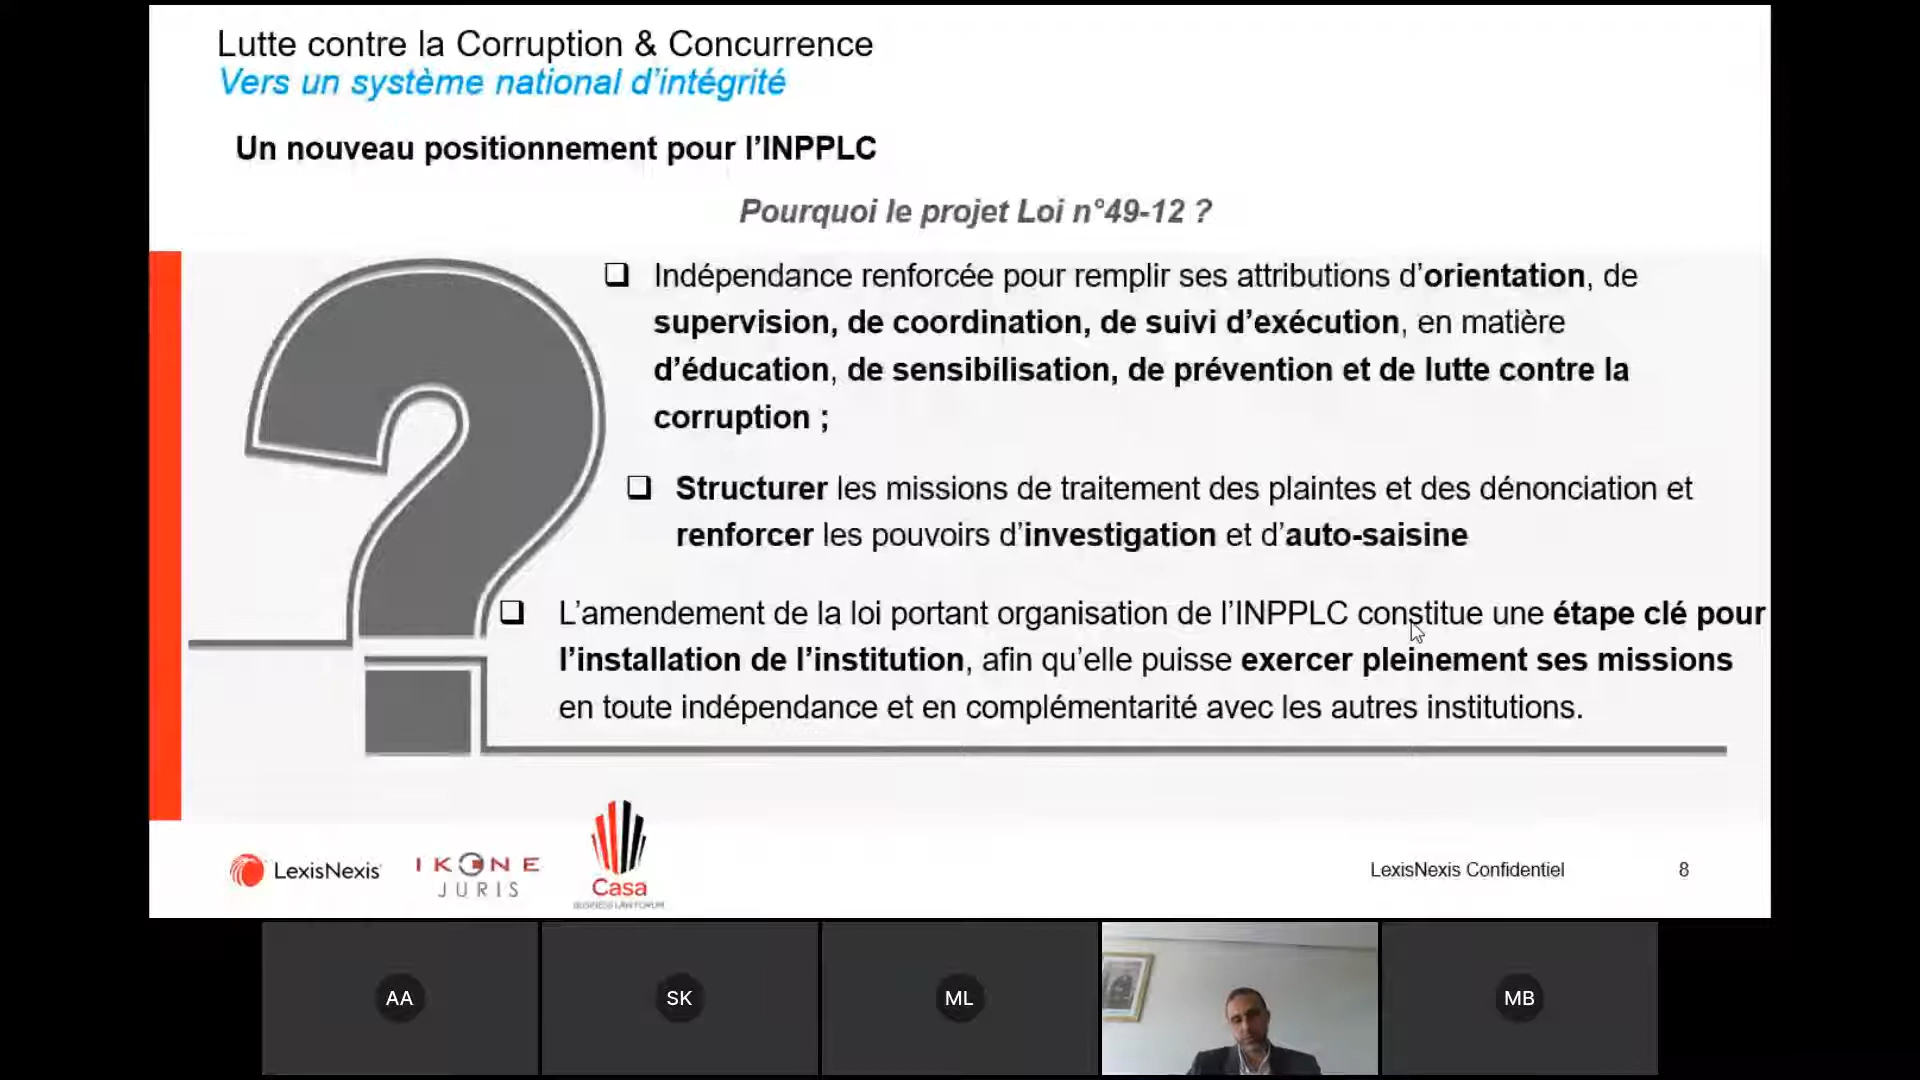 Lutte contre la Corruption & Concurrence
Vers un système national d’intégrité
Un nouveau positionnement pour l’INPPLC
Pourquoi le projet Loi n°49-12 ?
❑ Indépendance renforcée pour remplir ses attributions d’orientation, de
supervision, de coordination, de suivi d’exécution, en matière
d’éducation, de sensibilisation, de prévention et de lutte contre la
corruption ;
❑ Structurer les missions de traitement des plaintes et des dénonciation et
renforcer les pouvoirs d’investigation et d’auto-saisine
❑ L’amendement de la loi portant organisation de l’INPPLC constitue une étape clé pour
l’installation de l’institution, afin qu’elle puisse exercer pleinement ses missions
en toute indépendance et en complémentarité avec les autres institutions.
LexisNexis
IKONE
JURIS
Casa
BUSINESS LAW FORUM
LexisNexis Confidentiel
8
AA
SK
ML
MB